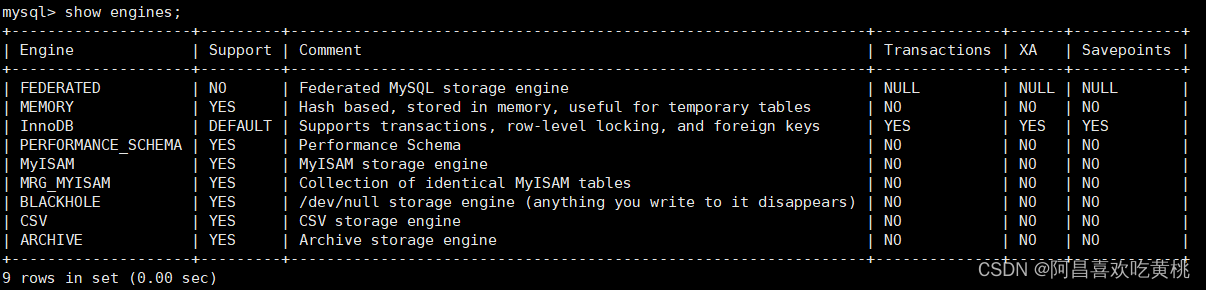 mysql> show engines;
+--------------------+---------+----------------------------------------------------------------+--------------+------+------------+
| Engine             | Support | Comment                                                        | Transactions | XA   | Savepoints |
+--------------------+---------+----------------------------------------------------------------+--------------+------+------------+
| FEDERATED          | NO      | Federated MySQL storage engine                                 | NULL         | NULL | NULL       |
| MEMORY             | YES     | Hash based, stored in memory, useful for temporary tables      | NO           | NO   | NO         |
| InnoDB             | DEFAULT | Supports transactions, row-level locking, and foreign keys     | YES          | YES  | YES        |
| PERFORMANCE_SCHEMA | YES     | Performance Schema                                             | NO           | NO   | NO         |
| MyISAM             | YES     | MyISAM storage engine                                          | NO           | NO   | NO         |
| MRG_MYISAM         | YES     | Collection of identical MyISAM tables                          | NO           | NO   | NO         |
| BLACKHOLE          | YES     | /dev/null storage engine (anything you write to it disappears) | NO           | NO   | NO         |
| CSV                | YES     | CSV storage engine                                             | NO           | NO   | NO         |
| ARCHIVE            | YES     | Archive storage engine                                         | NO           | NO   | NO         |
+--------------------+---------+----------------------------------------------------------------+--------------+------+------------+
9 rows in set (0.00 sec)
CSDN @阿昌喜欢吃黄桃